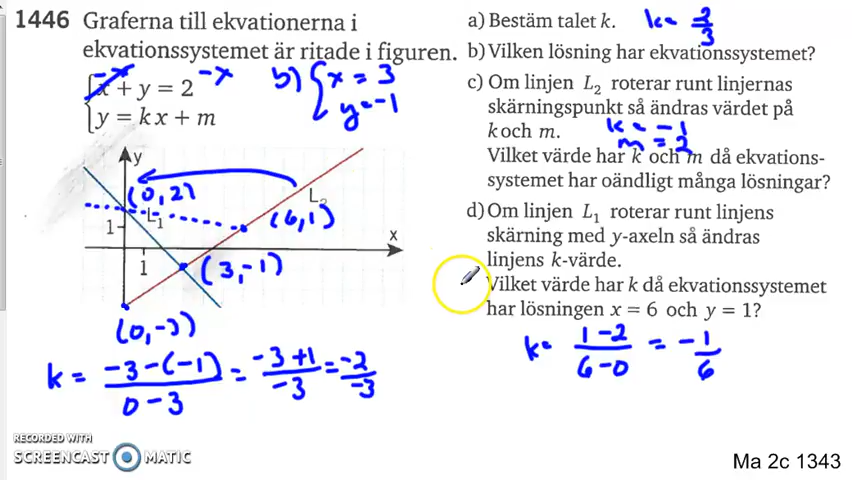 1446 Graferna till ekvationerna i
ekvationssystemet är ritade i figuren.
x + y = 2
-x -x
y = kx + m
b) { x = 3
y = -1
y
(0, 2)
L1
L2
(6, 1)
1
x
1
(3, -1)
(0, -3)
k = -3-(-1) / 0-3 = -3+1 / -3 = -2 / -3
a) Bestäm talet k. k = 2/3
b) Vilken lösning har ekvationssystemet?
c) Om linjen L2 roterar runt linjernas
skärningspunkt så ändras värdet på
k och m. k = -1
m = 2
Vilket värde har k och m då ekvations-
systemet har oändligt många lösningar?
d) Om linjen L1 roterar runt linjens
skärning med y-axeln så ändras
linjens k-värde.
Vilket värde har k då ekvationssystemet
har lösningen x = 6 och y = 1?
k = 1-2 / 6-0 = -1/6
RECORDED WITH
SCREENCAST MATIC
Ma 2c 1343